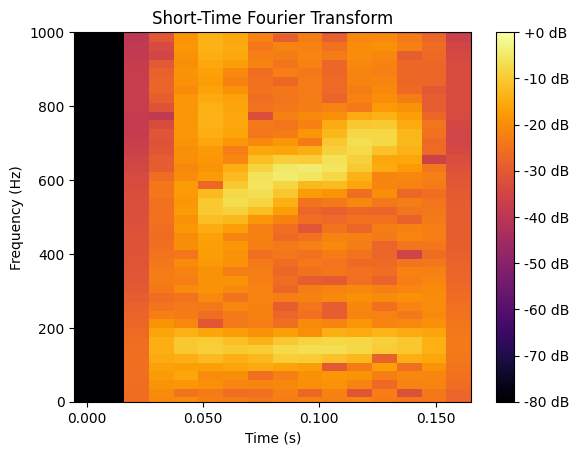 Short-Time Fourier Transform
1000
800
600
400
200
0
Frequency (Hz)
0.000
0.050
0.100
0.150
Time (s)
+0 dB
-10 dB
-20 dB
-30 dB
-40 dB
-50 dB
-60 dB
-70 dB
-80 dB